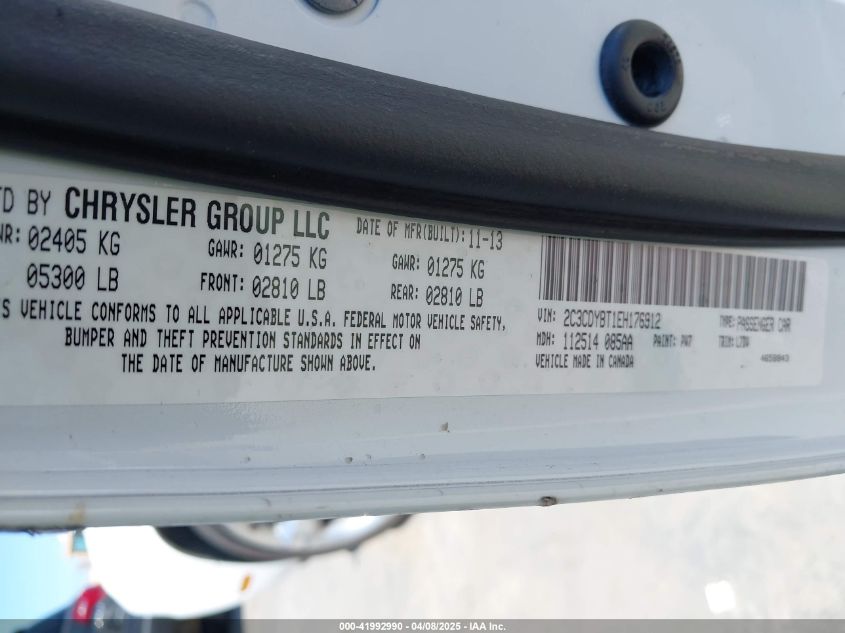 TD BY CHRYSLER GROUP LLC DATE OF MFR(BUILT): 11-13
WR: 02405 KG GAWR: 01275 KG GAWR: 01275 KG
05300 LB FRONT: 02810 LB REAR: 02810 LB
S VEHICLE CONFORMS TO ALL APPLICABLE U.S.A. FEDERAL MOTOR VEHICLE SAFETY,
BUMPER AND THEFT PREVENTION STANDARDS IN EFFECT ON
THE DATE OF MANUFACTURE SHOWN ABOVE.
VIN: 2C3CDYBT1EH176912 TYPE: PASSENGER CAR
MDH: 112514 085AA PAINT: PW7 TRIM:
VEHICLE MADE IN CANADA
000-41992990 - 04/08/2025 - IAA Inc.